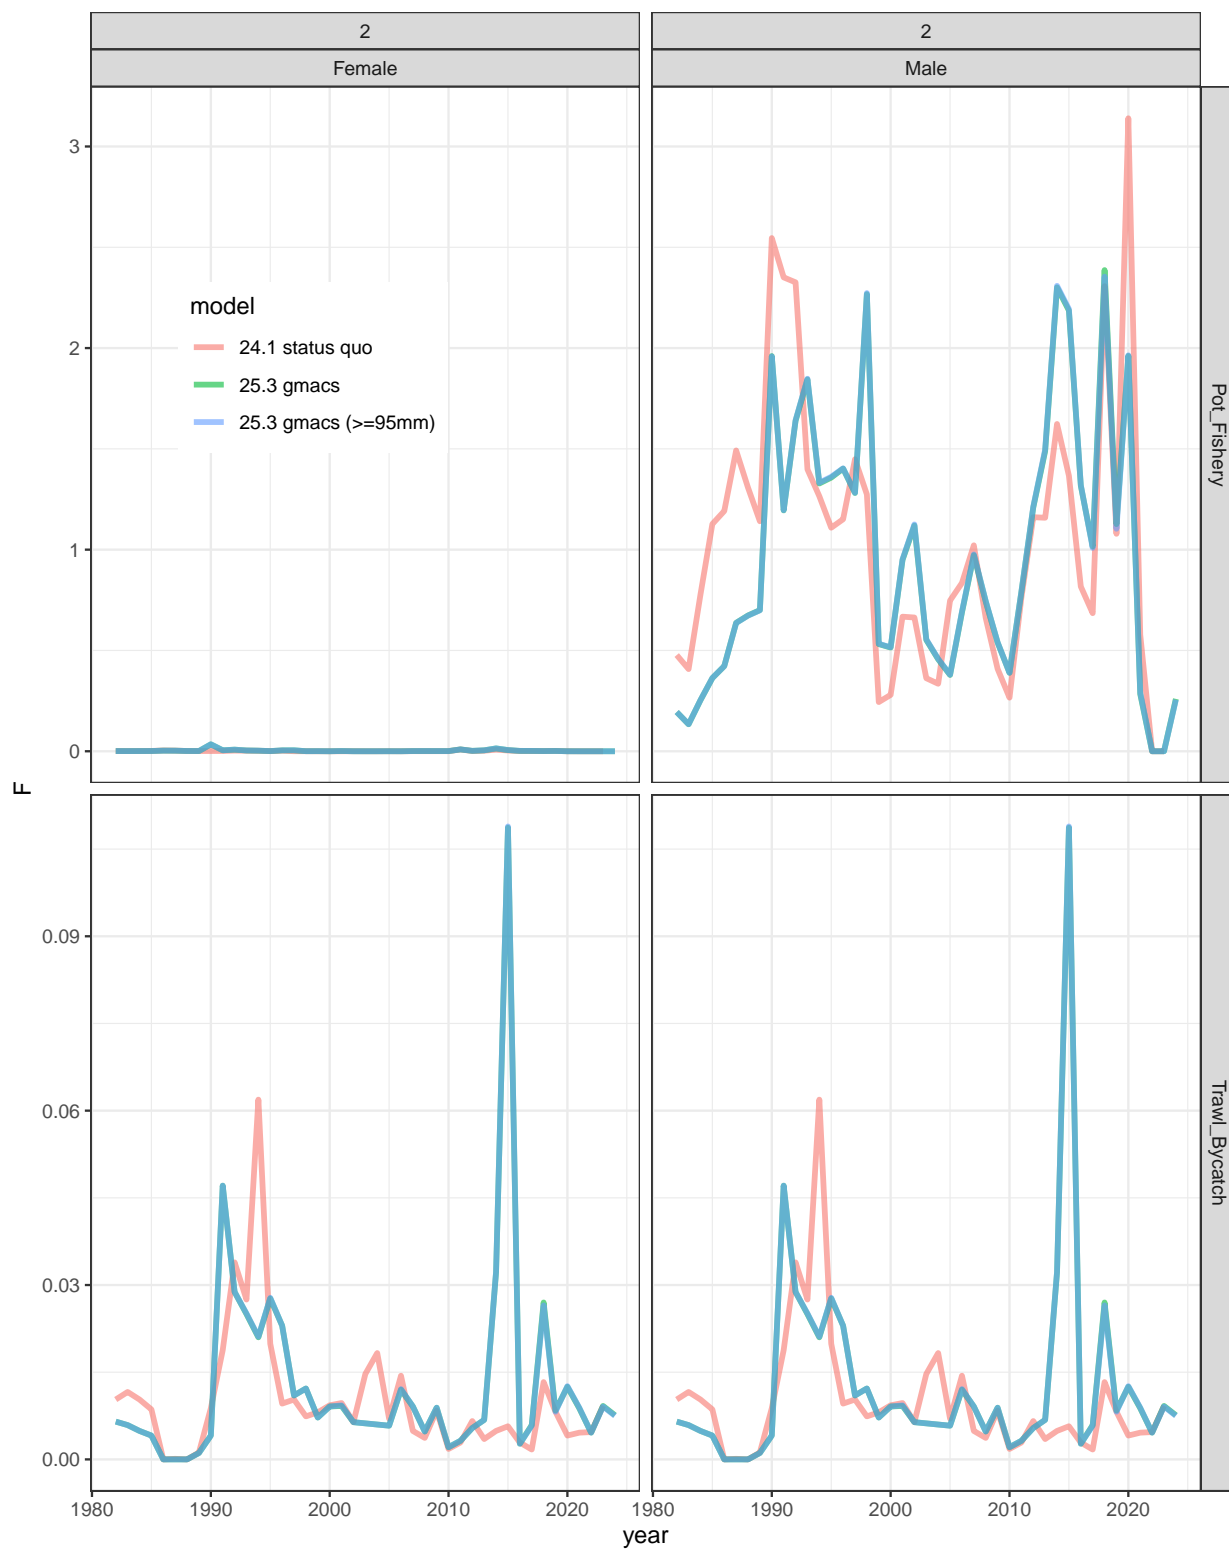 2
2
Female
Male
3
2
1
0
model
24.1 status quo
25.3 gmacs
25.3 gmacs (>=95mm)
Pot_Fishery
F
0.09
0.06
0.03
0.00
Trawl_Bycatch
1980
1990
2000
2010
2020
1980
1990
2000
2010
2020
year